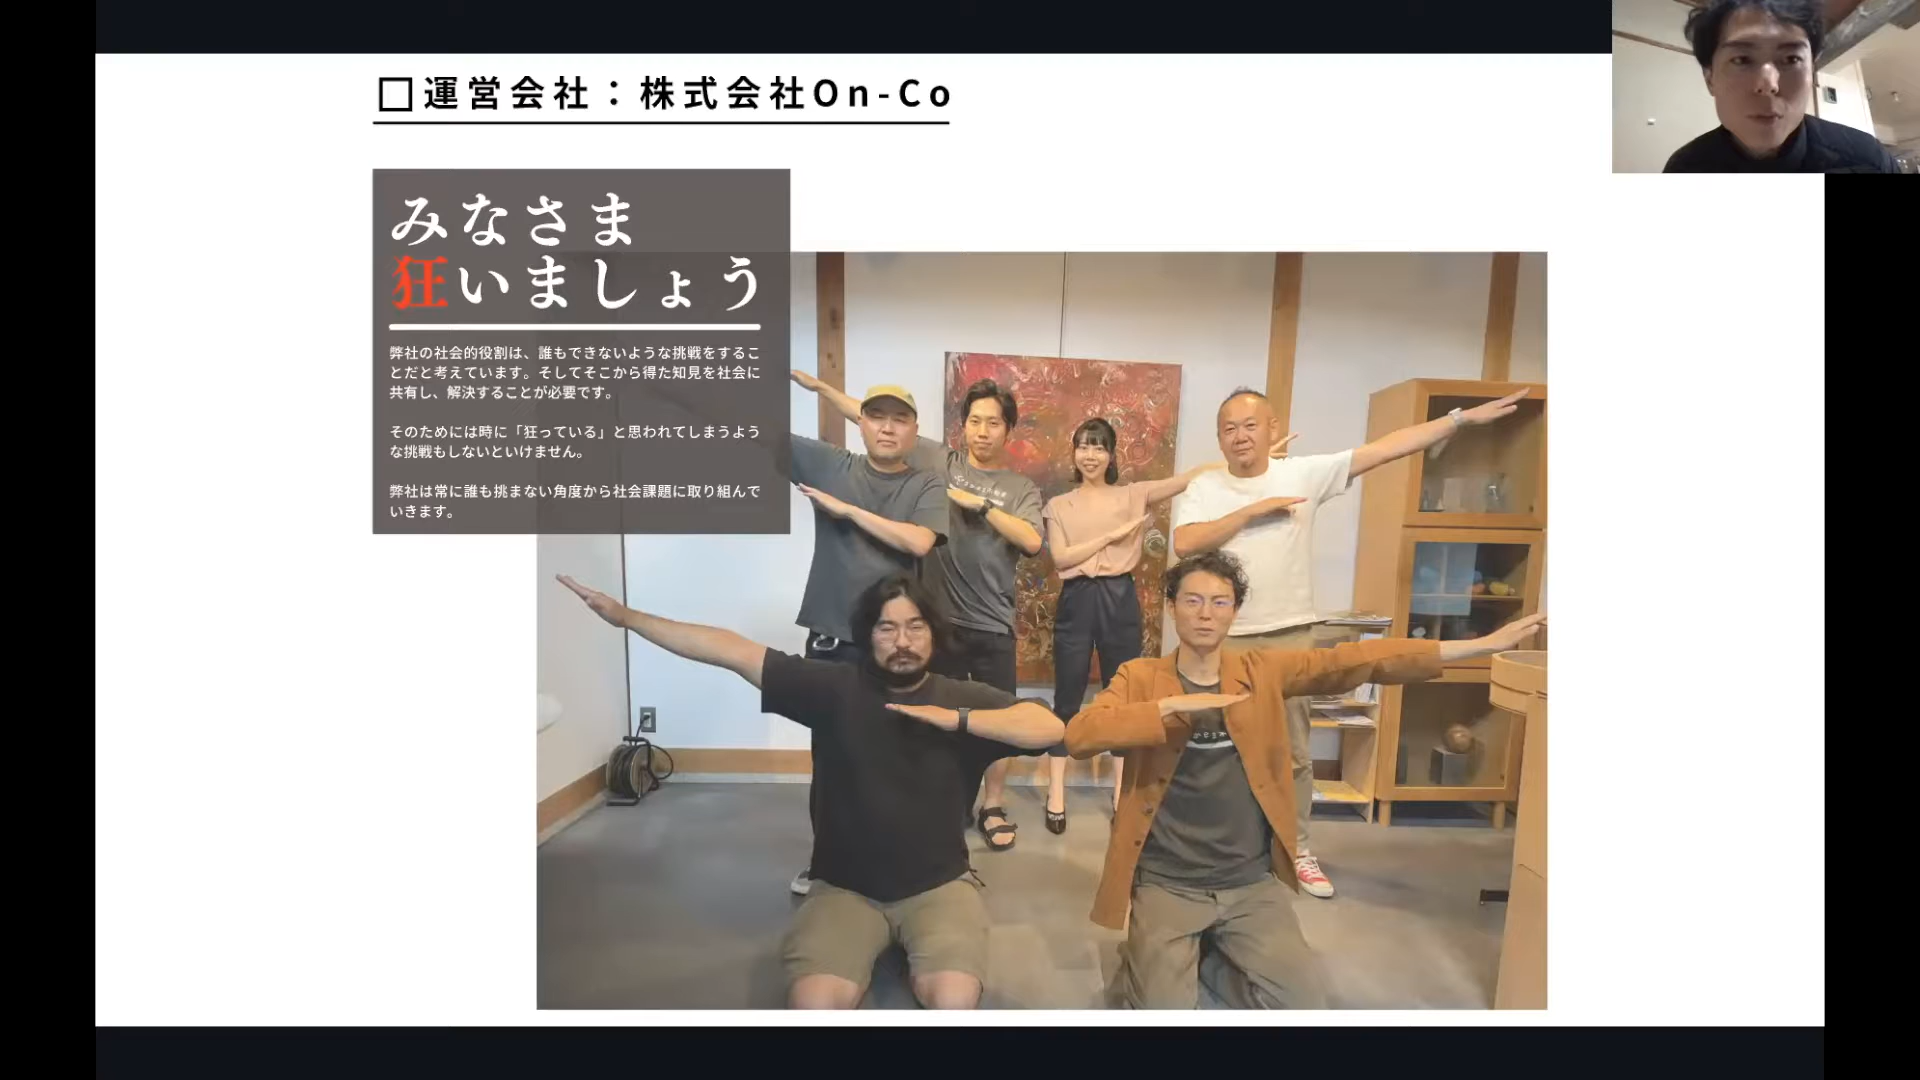 □運営会社：株式会社On-Co
みなさま
狂いましょう
弊社の社会的役割は、誰もできないような挑戦をするこ
とだと考えています。そしてそこから得た知見を社会に
共有し、解決することが必要です。
そのためには時に「狂っている」と思われてしまうよう
な挑戦もしないといけません。
弊社は常に誰も挑まない角度から社会課題に取り組んで
いきます。